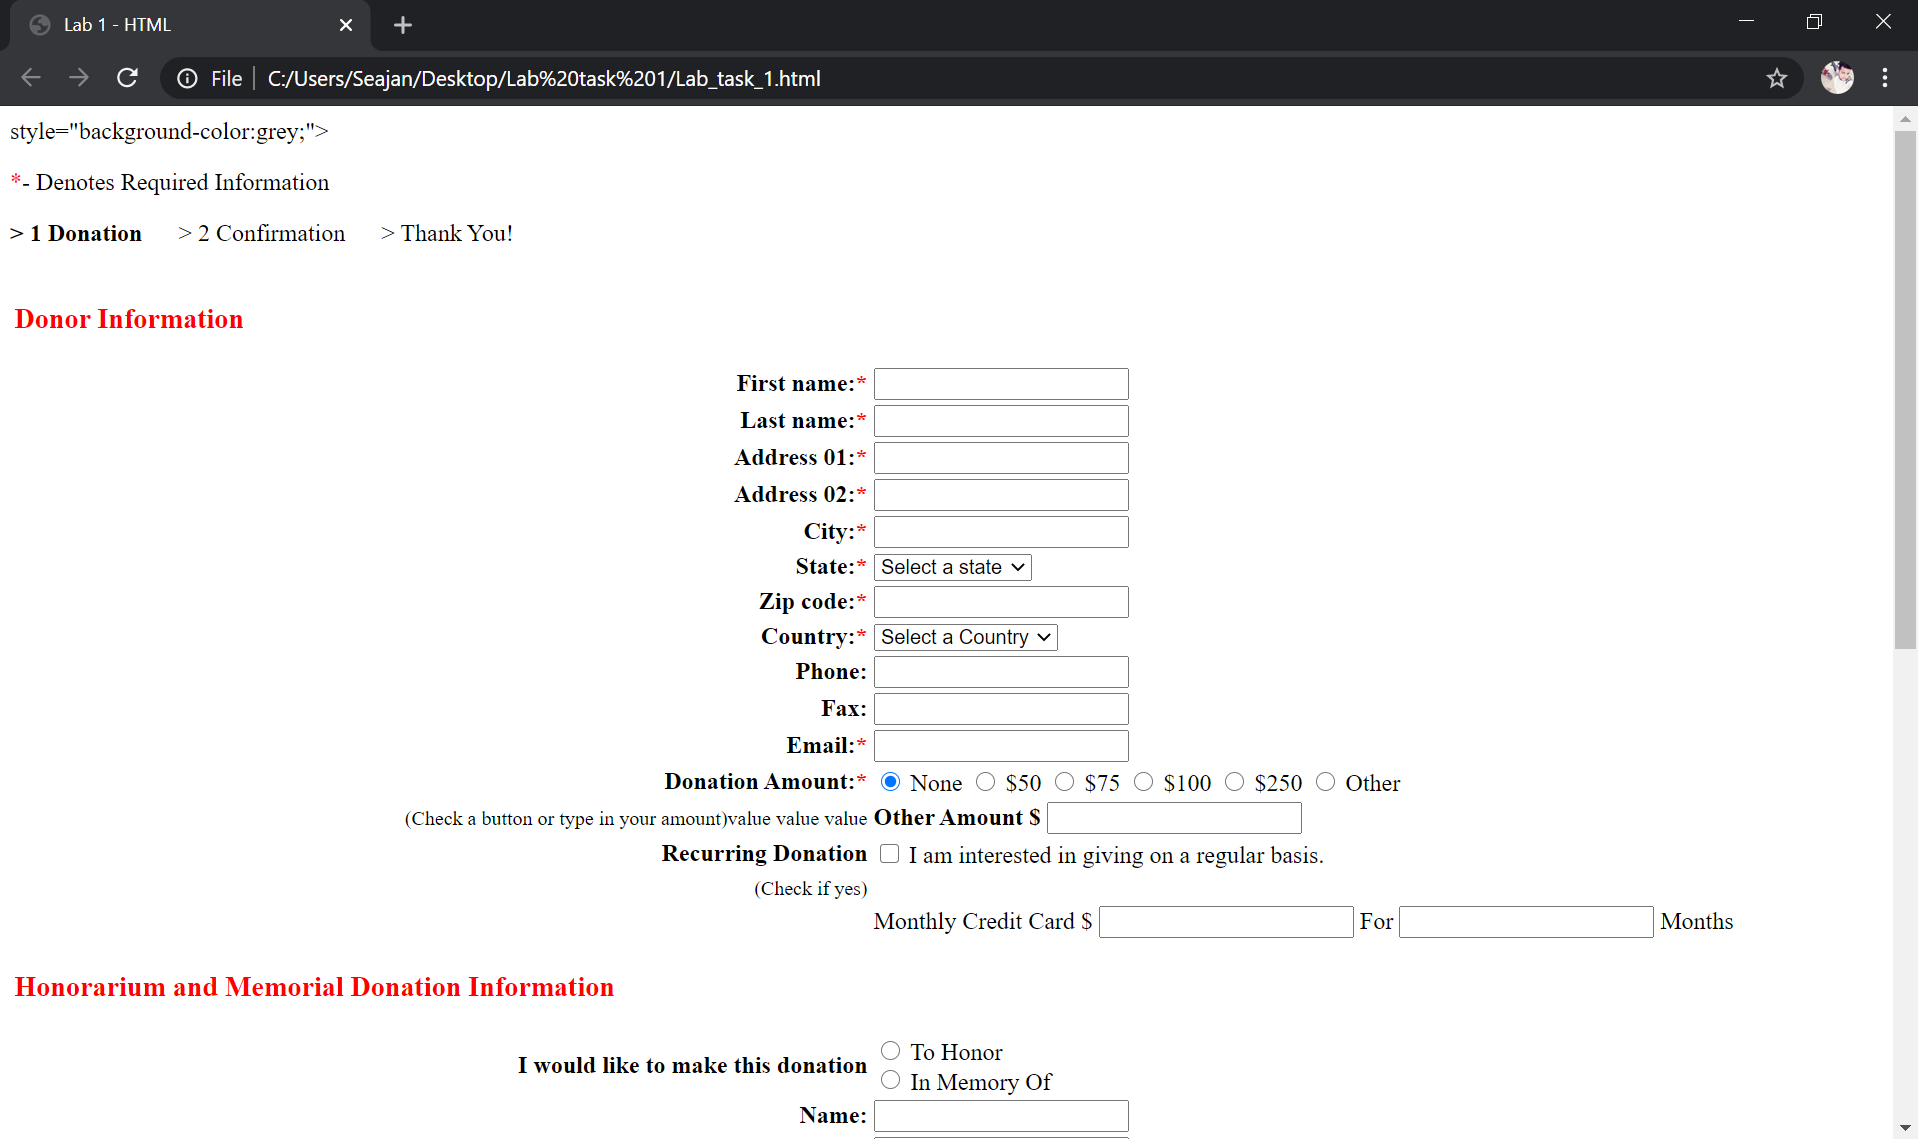 Lab 1 - HTML
File C:/Users/Seajan/Desktop/Lab%20task%201/Lab_task_1.html
style="background-color:grey;">
*- Denotes Required Information
> 1 Donation > 2 Confirmation > Thank You!
Donor Information
First name:*
Last name:*
Address 01:*
Address 02:*
City:*
State:* Select a state
Zip code:*
Country:* Select a Country
Phone:
Fax:
Email:*
Donation Amount:* None $50 $75 $100 $250 Other
(Check a button or type in your amount)value value value Other Amount $
Recurring Donation I am interested in giving on a regular basis.
(Check if yes)
Monthly Credit Card $ For Months
Honorarium and Memorial Donation Information
I would like to make this donation To Honor
In Memory Of
Name: